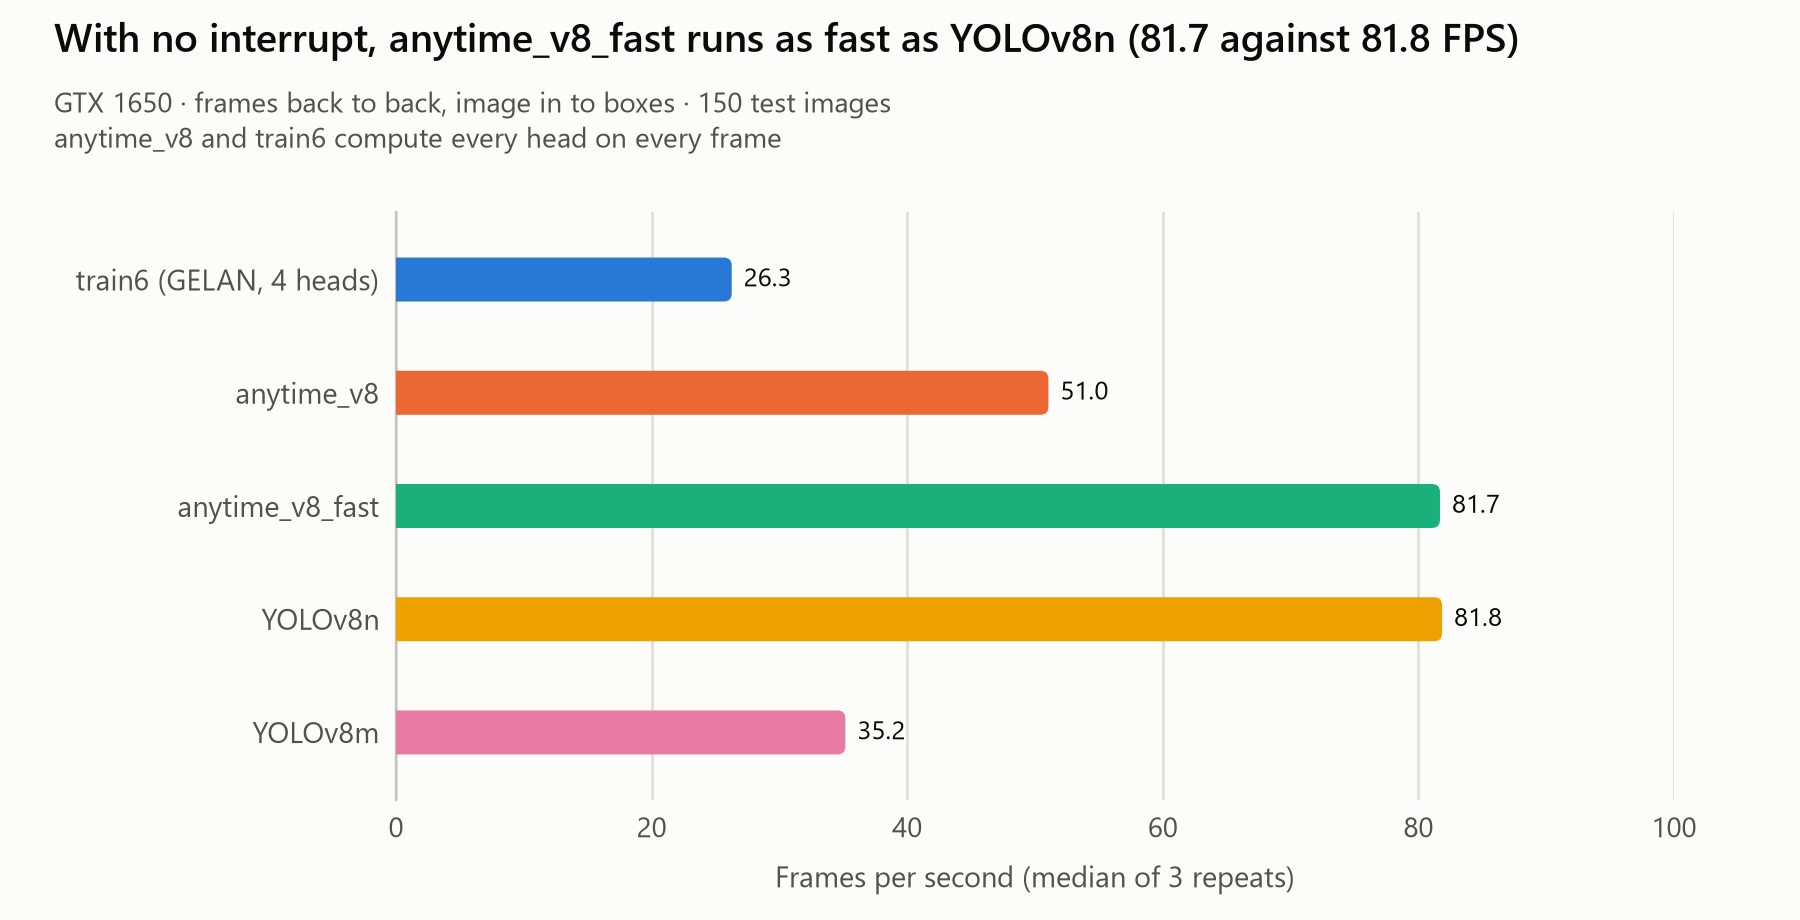 With no interrupt, anytime_v8_fast runs as fast as YOLOv8n (81.7 against 81.8 FPS)
GTX 1650 · frames back to back, image in to boxes · 150 test images
anytime_v8 and train6 compute every head on every frame
train6 (GELAN, 4 heads) 26.3
anytime_v8 51.0
anytime_v8_fast 81.7
YOLOv8n 81.8
YOLOv8m 35.2
0 20 40 60 80 100
Frames per second (median of 3 repeats)